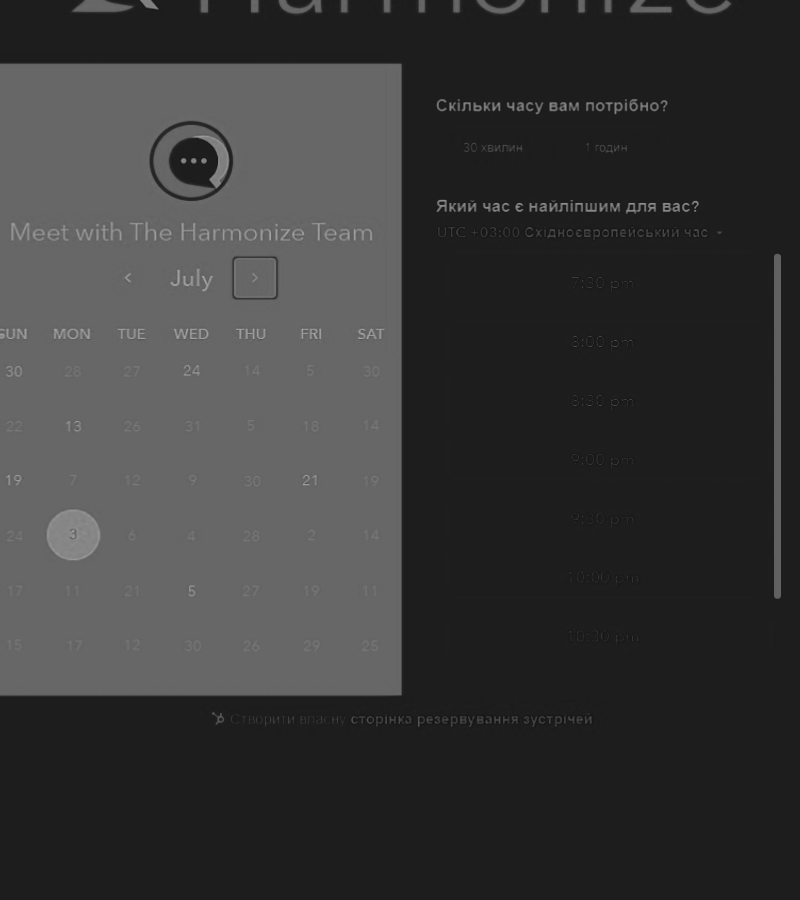 Harmonize
Meet with The Harmonize Team
July
SUN MON TUE WED THU FRI SAT
30 28 27 24 14 5 30
22 13 26 31 5 18 14
19 7 12 9 30 21 19
24 3 6 4 28 2 14
17 11 21 5 27 19 11
15 17 12 30 26 29 25
Скільки часу вам потрібно?
30 хвилин 1 годин
Який час є найліпшим для вас?
UTC +03:00 Східноєвропейський час
7:30 pm
8:00 pm
8:30 pm
9:00 pm
9:30 pm
10:00 pm
10:30 pm
Створити власну сторінка резервування зустрічей